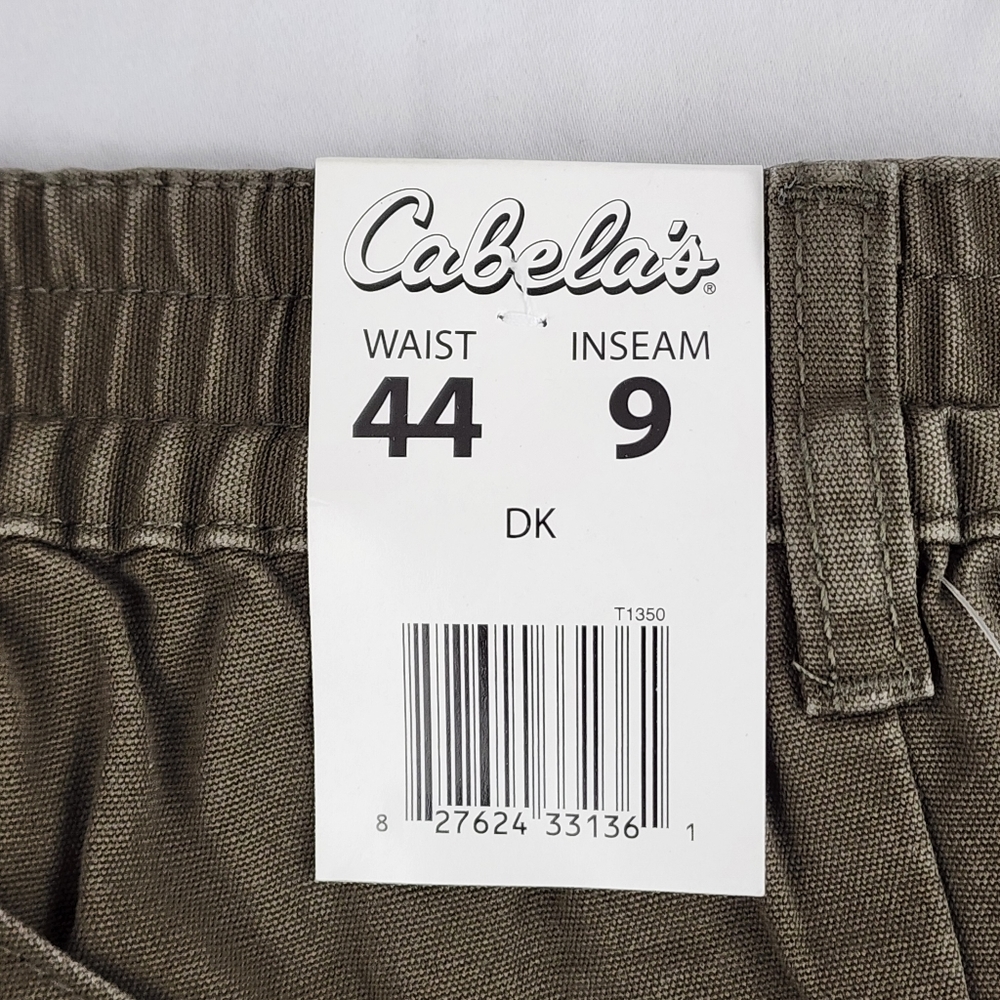 Cabela's®
WAIST INSEAM
44 9
DK
T1350
8 27624 33136 1